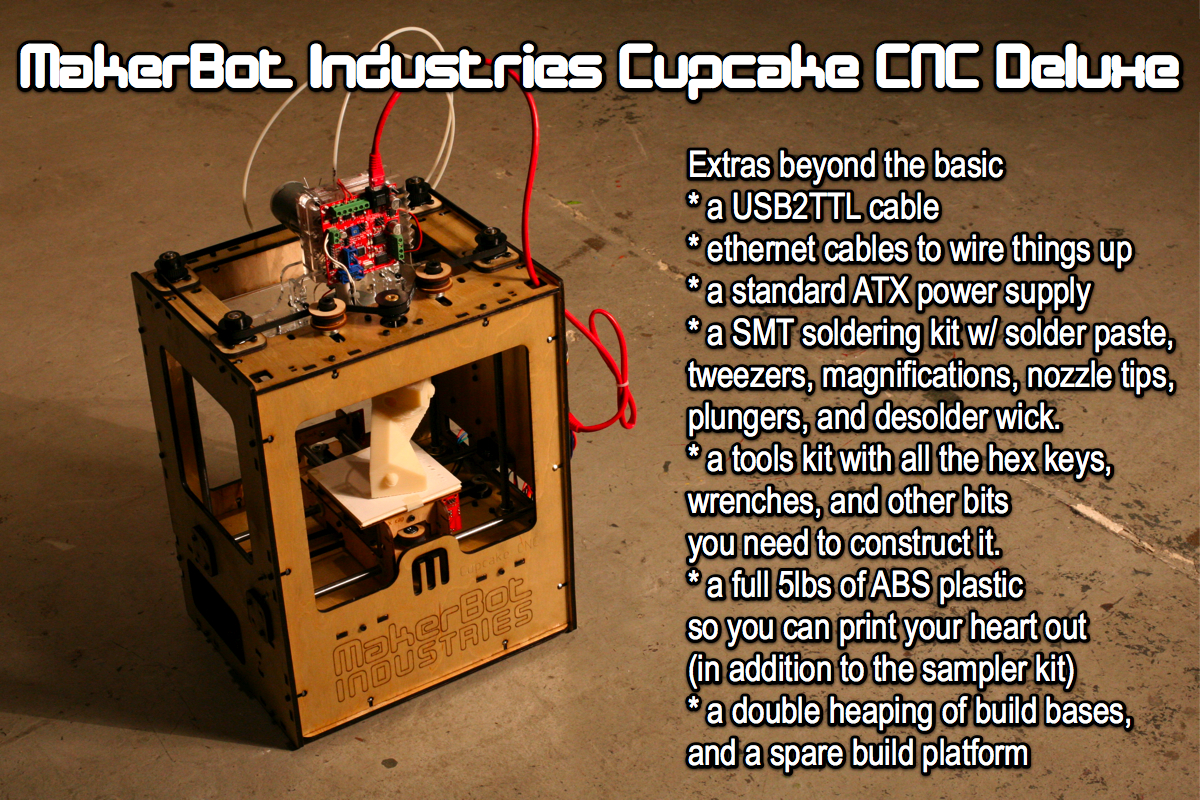 MakerBot Industries Cupcake CNC Deluxe
Extras beyond the basic
* a USB2TTL cable
* ethernet cables to wire things up
* a standard ATX power supply
* a SMT soldering kit w/ solder paste,
tweezers, magnifications, nozzle tips,
plungers, and desolder wick.
* a tools kit with all the hex keys,
wrenches, and other bits
you need to construct it.
* a full 5lbs of ABS plastic
so you can print your heart out
(in addition to the sampler kit)
* a double heaping of build bases,
and a spare build platform
Cupcake CNC
M
MakerBot
INDUSTRIES